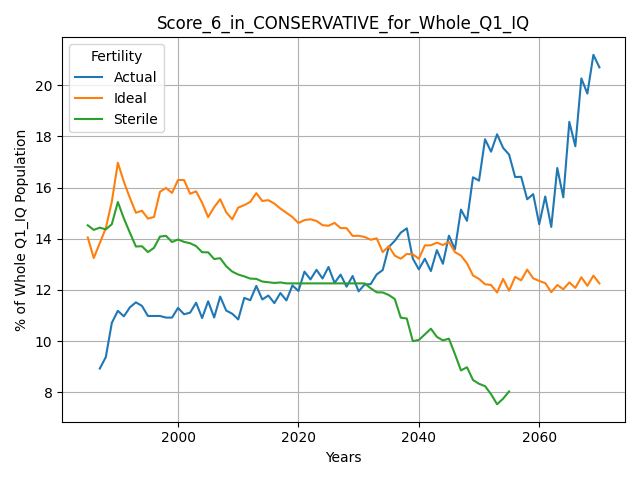 Score_6_in_CONSERVATIVE_for_Whole_Q1_IQ
Fertility
Actual
Ideal
Sterile
% of Whole Q1_IQ Population
20
18
16
14
12
10
8
2000
2020
2040
2060
Years